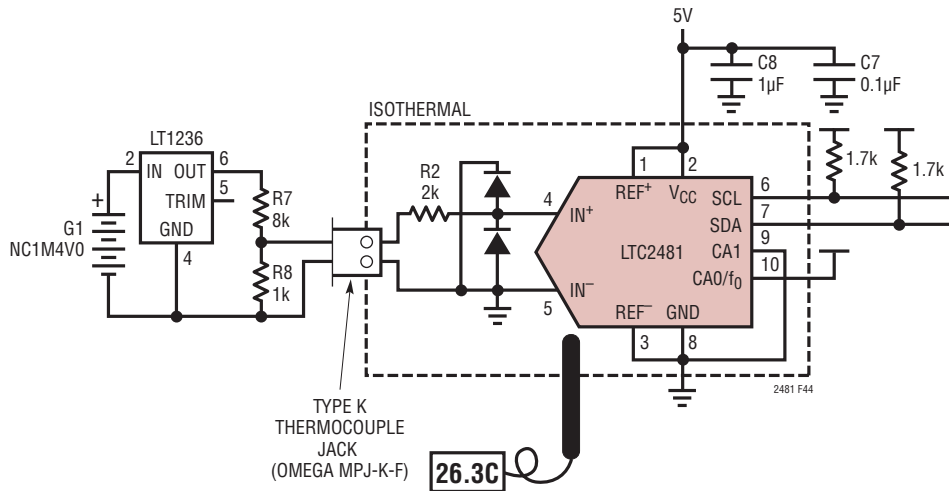 5V
C8
1µF
C7
0.1µF
ISOTHERMAL
LT1236
2
IN
OUT
6
TRIM
5
GND
4
+
G1
NC1M4V0
R7
8k
R8
1k
R2
2k
4
IN+
IN–
5
1
2
REF+
VCC
LTC2481
REF–
GND
3
8
SCL
6
SDA
7
CA1
9
CA0/f0
10
1.7k
1.7k
2481 F44
TYPE K
THERMOCOUPLE
JACK
(OMEGA MPJ-K-F)
26.3C